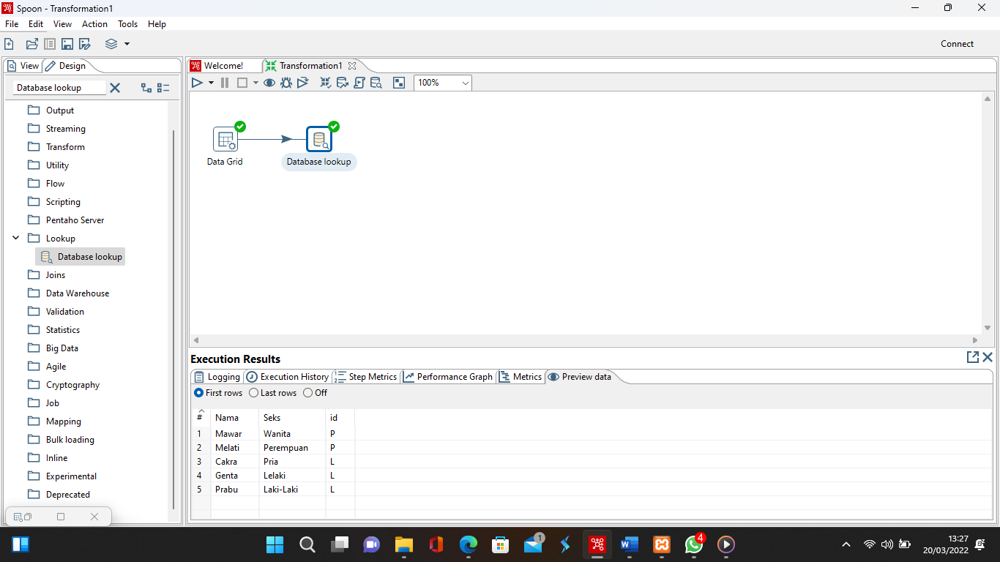 Spoon - Transformation1
File Edit View Action Tools Help
Connect
View Design
Welcome! Transformation1
Database lookup
100%
Output
Streaming
Transform
Utility
Flow
Scripting
Pentaho Server
Lookup
Database lookup
Joins
Data Warehouse
Validation
Statistics
Big Data
Agile
Cryptography
Job
Mapping
Bulk loading
Inline
Experimental
Deprecated
Data Grid Database lookup
Execution Results
Logging Execution History Step Metrics Performance Graph Metrics Preview data
First rows Last rows Off
# Nama Seks id
1 Mawar Wanita P
2 Melati Perempuan P
3 Cakra Pria L
4 Genta Lelaki L
5 Prabu Laki-Laki L
1
4
13:27
20/03/2022